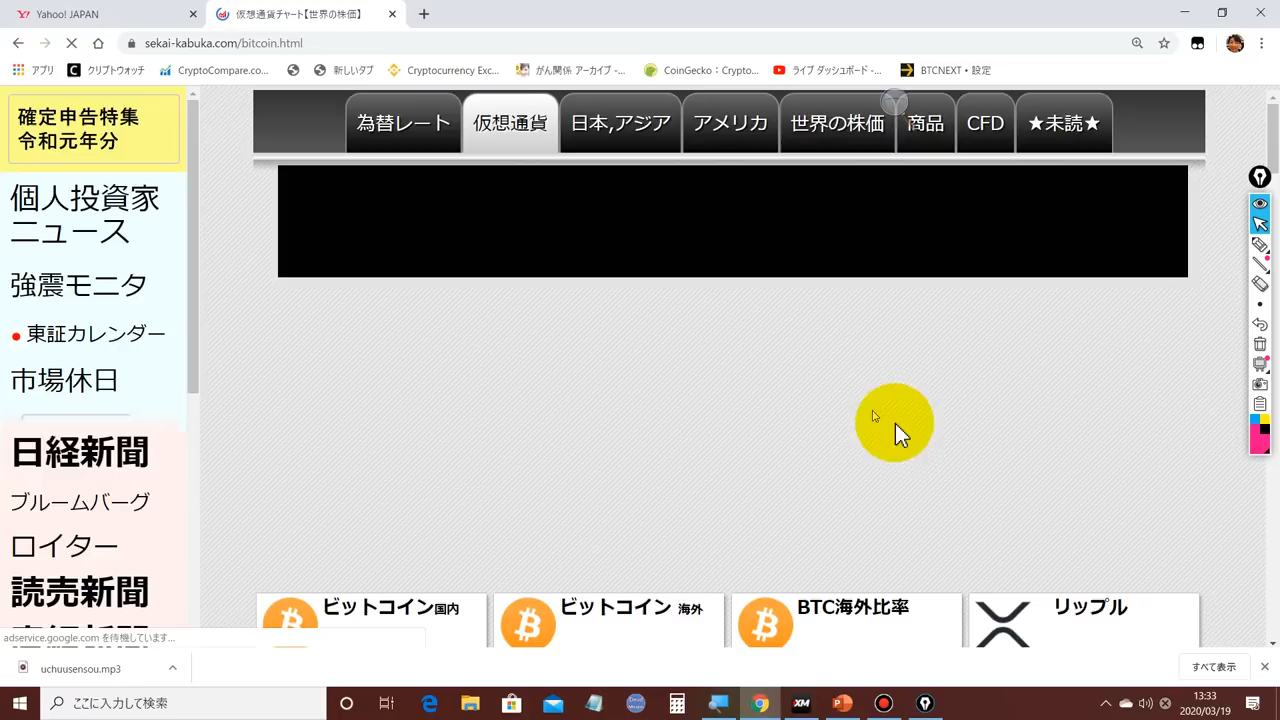 Yahoo! JAPAN
仮想通貨チャート【世界の株価】
sekai-kabuka.com/bitcoin.html
アプリ
クリプトウォッチ
CryptoCompare.co...
新しいタブ
Cryptocurrency Exc...
がん関係 アーカイブ -...
CoinGecko：Crypto...
ライブ ダッシュボード -...
BTCNEXT • 設定
確定申告特集
令和元年分
為替レート
仮想通貨
日本,アジア
アメリカ
世界の株価
商品
CFD
★未読★
個人投資家
ニュース
強震モニタ
東証カレンダー
市場休日
日経新聞
ブルームバーグ
ロイター
読売新聞
ビットコイン国内
ビットコイン 海外
BTC海外比率
リップル
adservice.google.com を待機しています...
uchuusensou.mp3
すべて表示
ここに入力して検索
XM
13:33
2020/03/19